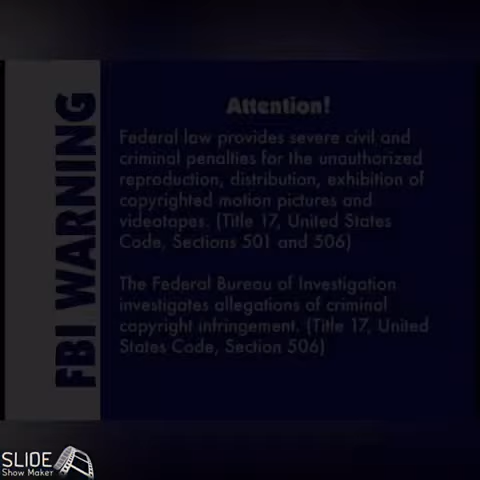 FBI WARNING
Attention!
Federal law provides severe civil and
criminal penalties for the unauthorized
reproduction, distribution, exhibition of
copyrighted motion pictures and
videotapes. (Title 17, United States
Code, Sections 501 and 506)
The Federal Bureau of Investigation
investigates allegations of criminal
copyright infringement. (Title 17, United
States Code, Section 506)
SLIDE
Show Maker